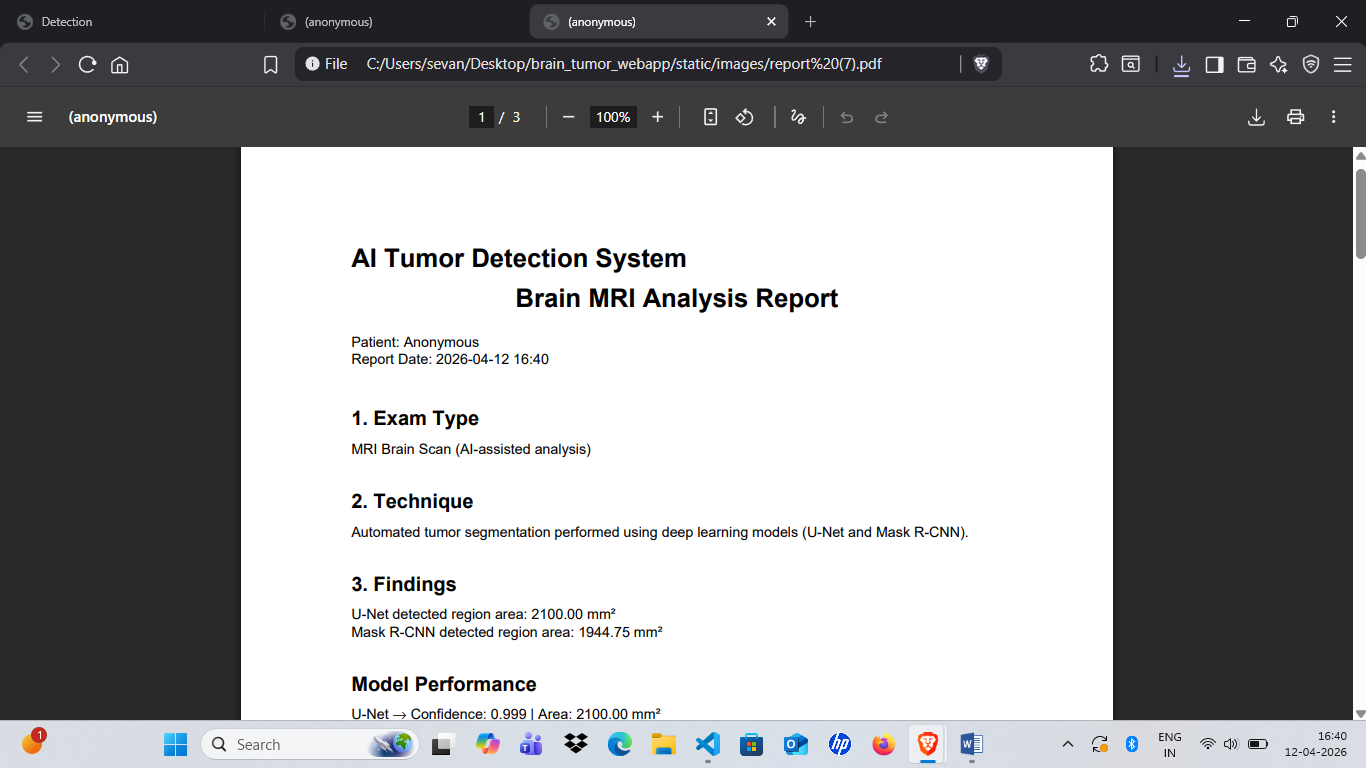 Detection
(anonymous)
(anonymous)
File C:/Users/sevan/Desktop/brain_tumor_webapp/static/images/report%20(7).pdf
(anonymous)
1 / 3
100%
AI Tumor Detection System
Brain MRI Analysis Report
Patient: Anonymous
Report Date: 2026-04-12 16:40
1. Exam Type
MRI Brain Scan (AI-assisted analysis)
2. Technique
Automated tumor segmentation performed using deep learning models (U-Net and Mask R-CNN).
3. Findings
U-Net detected region area: 2100.00 mm²
Mask R-CNN detected region area: 1944.75 mm²
Model Performance
U-Net → Confidence: 0.999 | Area: 2100.00 mm²
1
Search
hp
W
ENG
IN
16:40
12-04-2026